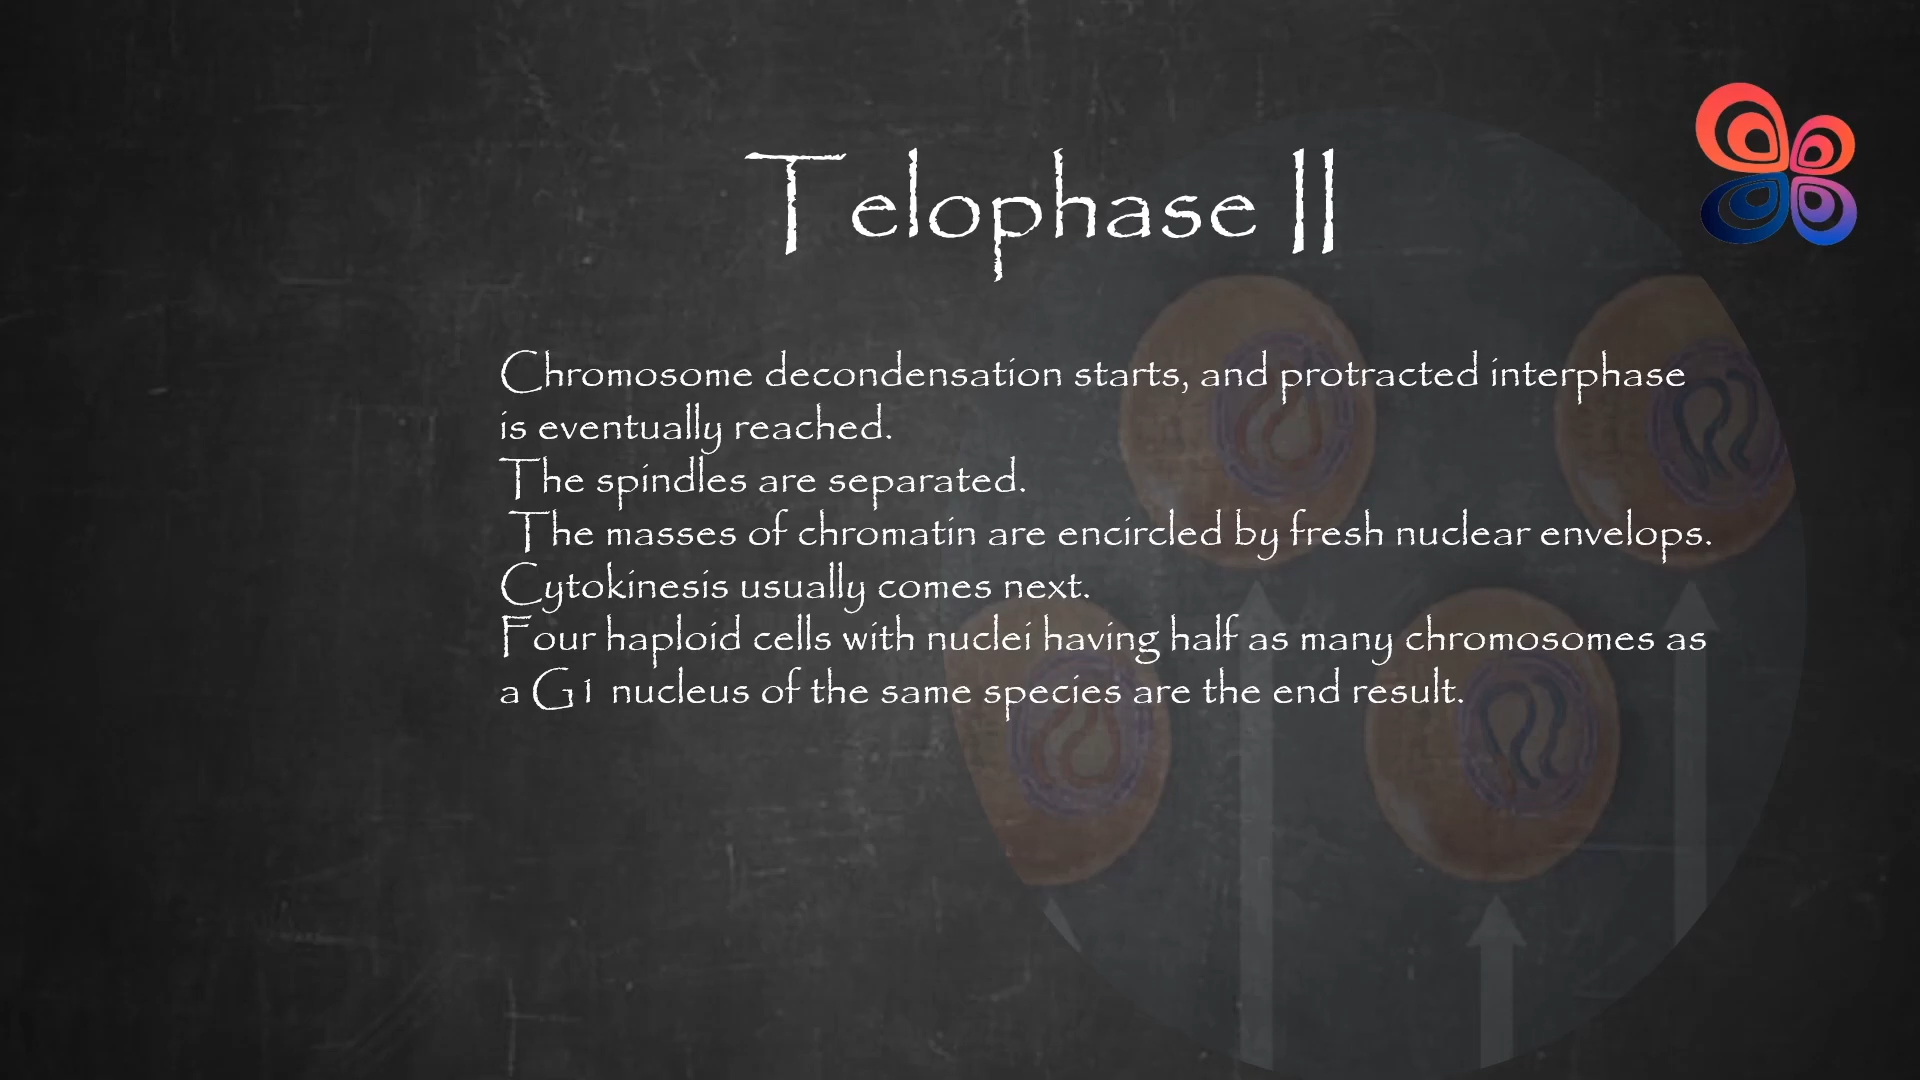 Telophase II
Chromosome decondensation starts, and protracted interphase
is eventually reached.
The spindles are separated.
The masses of chromatin are encircled by fresh nuclear envelops.
Cytokinesis usually comes next.
Four haploid cells with nuclei having half as many chromosomes as
a G1 nucleus of the same species are the end result.